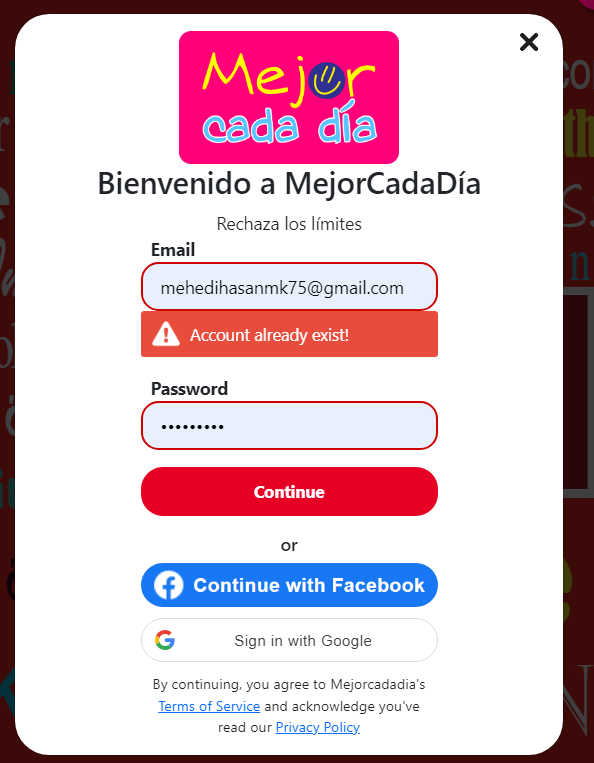 Mejor
cada día
Bienvenido a MejorCadaDía
Rechaza los límites
Email
mehedihasanmk75@gmail.com
Account already exist!
Password
•••••••••
Continue
or
Continue with Facebook
Sign in with Google
By continuing, you agree to Mejorcadadia's
Terms of Service and acknowledge you've
read our Privacy Policy